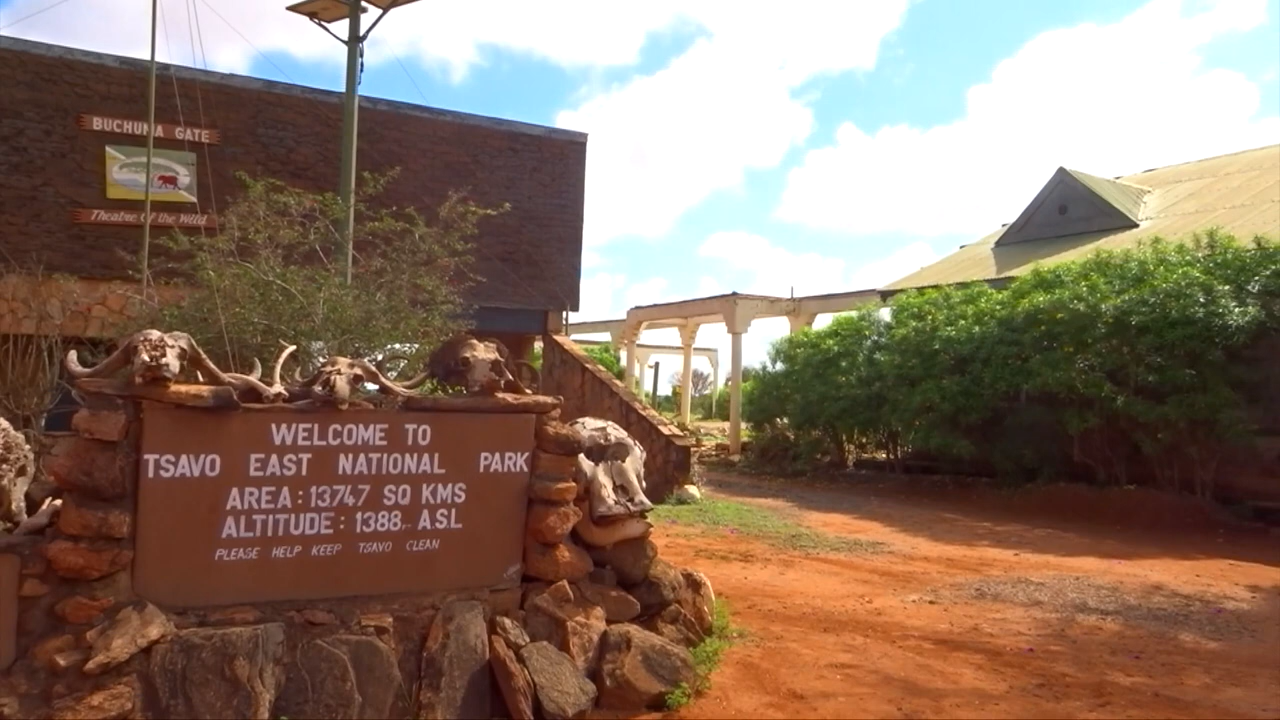 BUCHUMA GATE
Theatre Of the Wild
WELCOME TO
TSAVO EAST NATIONAL PARK
AREA : 13747 SQ KMS
ALTITUDE : 1388 A.S.L
PLEASE HELP KEEP TSAVO CLEAN